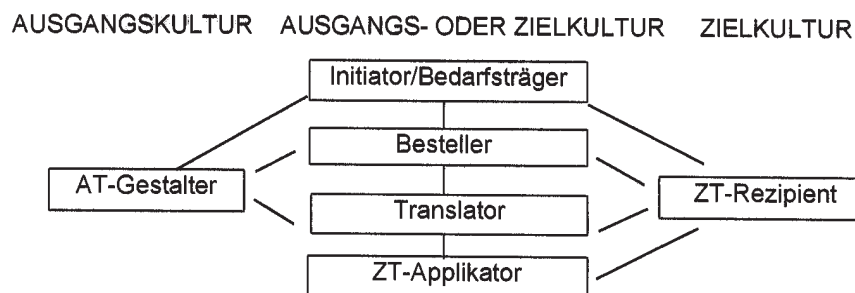 AUSGANGSKULTUR AUSGANGS- ODER ZIELKULTUR ZIELKULTUR
Initiator/Bedarfsträger
Besteller
AT-Gestalter
ZT-Rezipient
Translator
ZT-Applikator